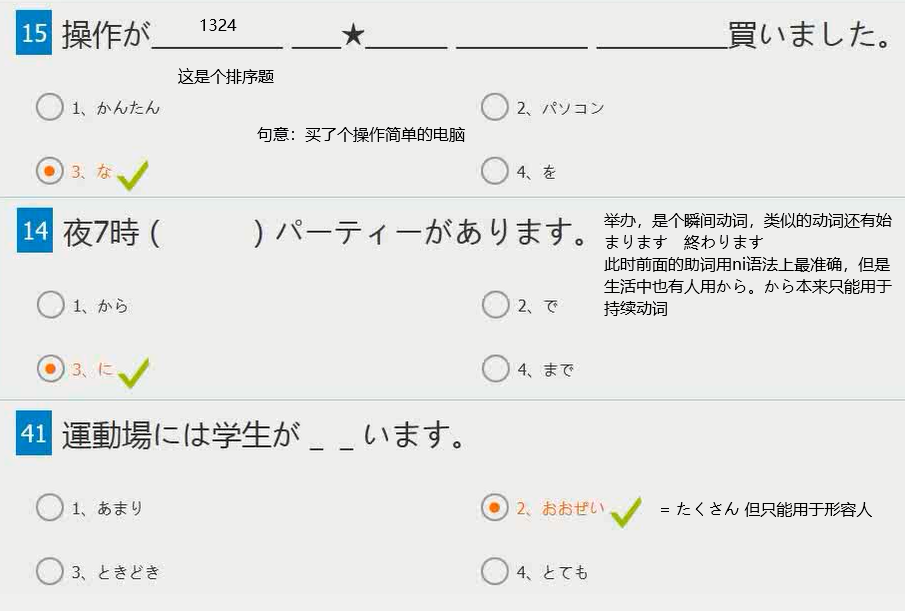 15 操作が______ __★____ ______ ______買いました。
1324
这是个排序题
1、かんたん
2、パソコン
句意：买了个操作简单的电脑
3、な
4、を
14 夜7時 (　　　) パーティーがあります。
举办，是个瞬间动词，类似的动词还有始
まります　終わります
此时前面的助词用ni语法上最准确，但是
生活中也有人用から。から本来只能用于
持续动词
1、から
2、で
3、に
4、まで
41 運動場には学生が _ _ います。
1、あまり
2、おおぜい
= たくさん 但只能用于形容人
3、ときどき
4、とても